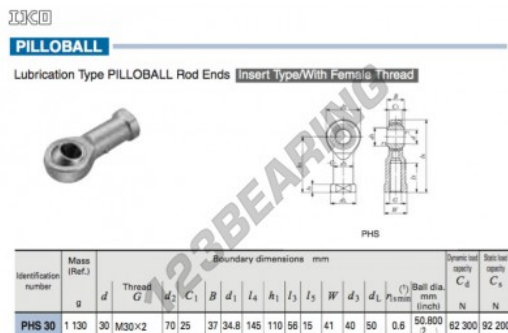 IKO
PILLOBALL
Lubrication Type PILLOBALL Rod Ends Insert Type/With Female Thread
123BEARING
PHS
Identification number
Mass (Ref.) g
Boundary dimensions mm
d
Thread G
d2 C1 B d1 l4 h1 l3 l5 W d3 dL
(1) r1s min
Ball dia. mm (inch)
Dynamic load capacity Cd N
Static load capacity Cs N
PHS 30 1 130 30 M30×2 70 25 37 34.8 145 110 56 15 41 40 50 0.6 50.800 62 300 92 200